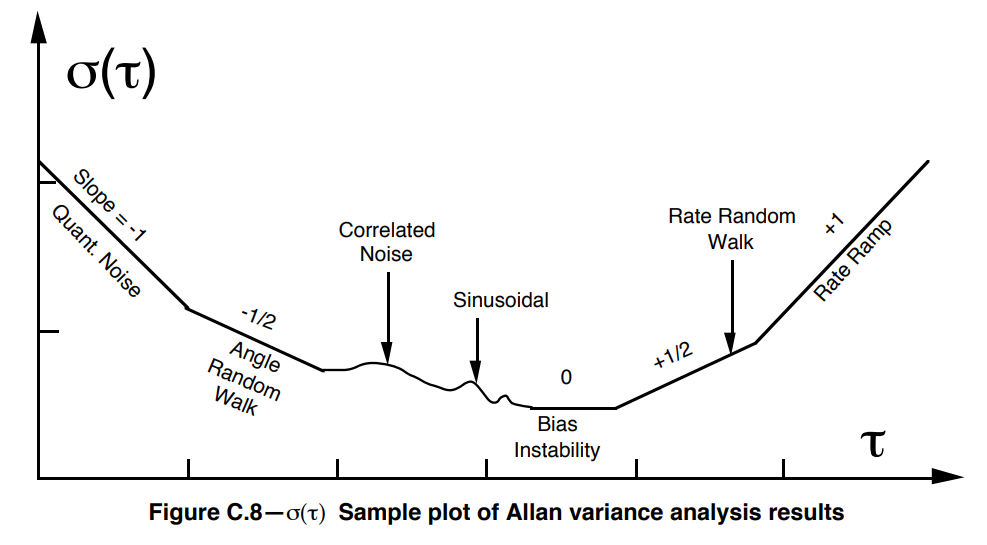 σ(τ)
Slope = -1
Quant. Noise
-1/2
Angle
Random
Walk
Correlated
Noise
Sinusoidal
0
Bias
Instability
Rate Random
Walk
+1/2
+1
Rate Ramp
τ
Figure C.8—σ(τ) Sample plot of Allan variance analysis results